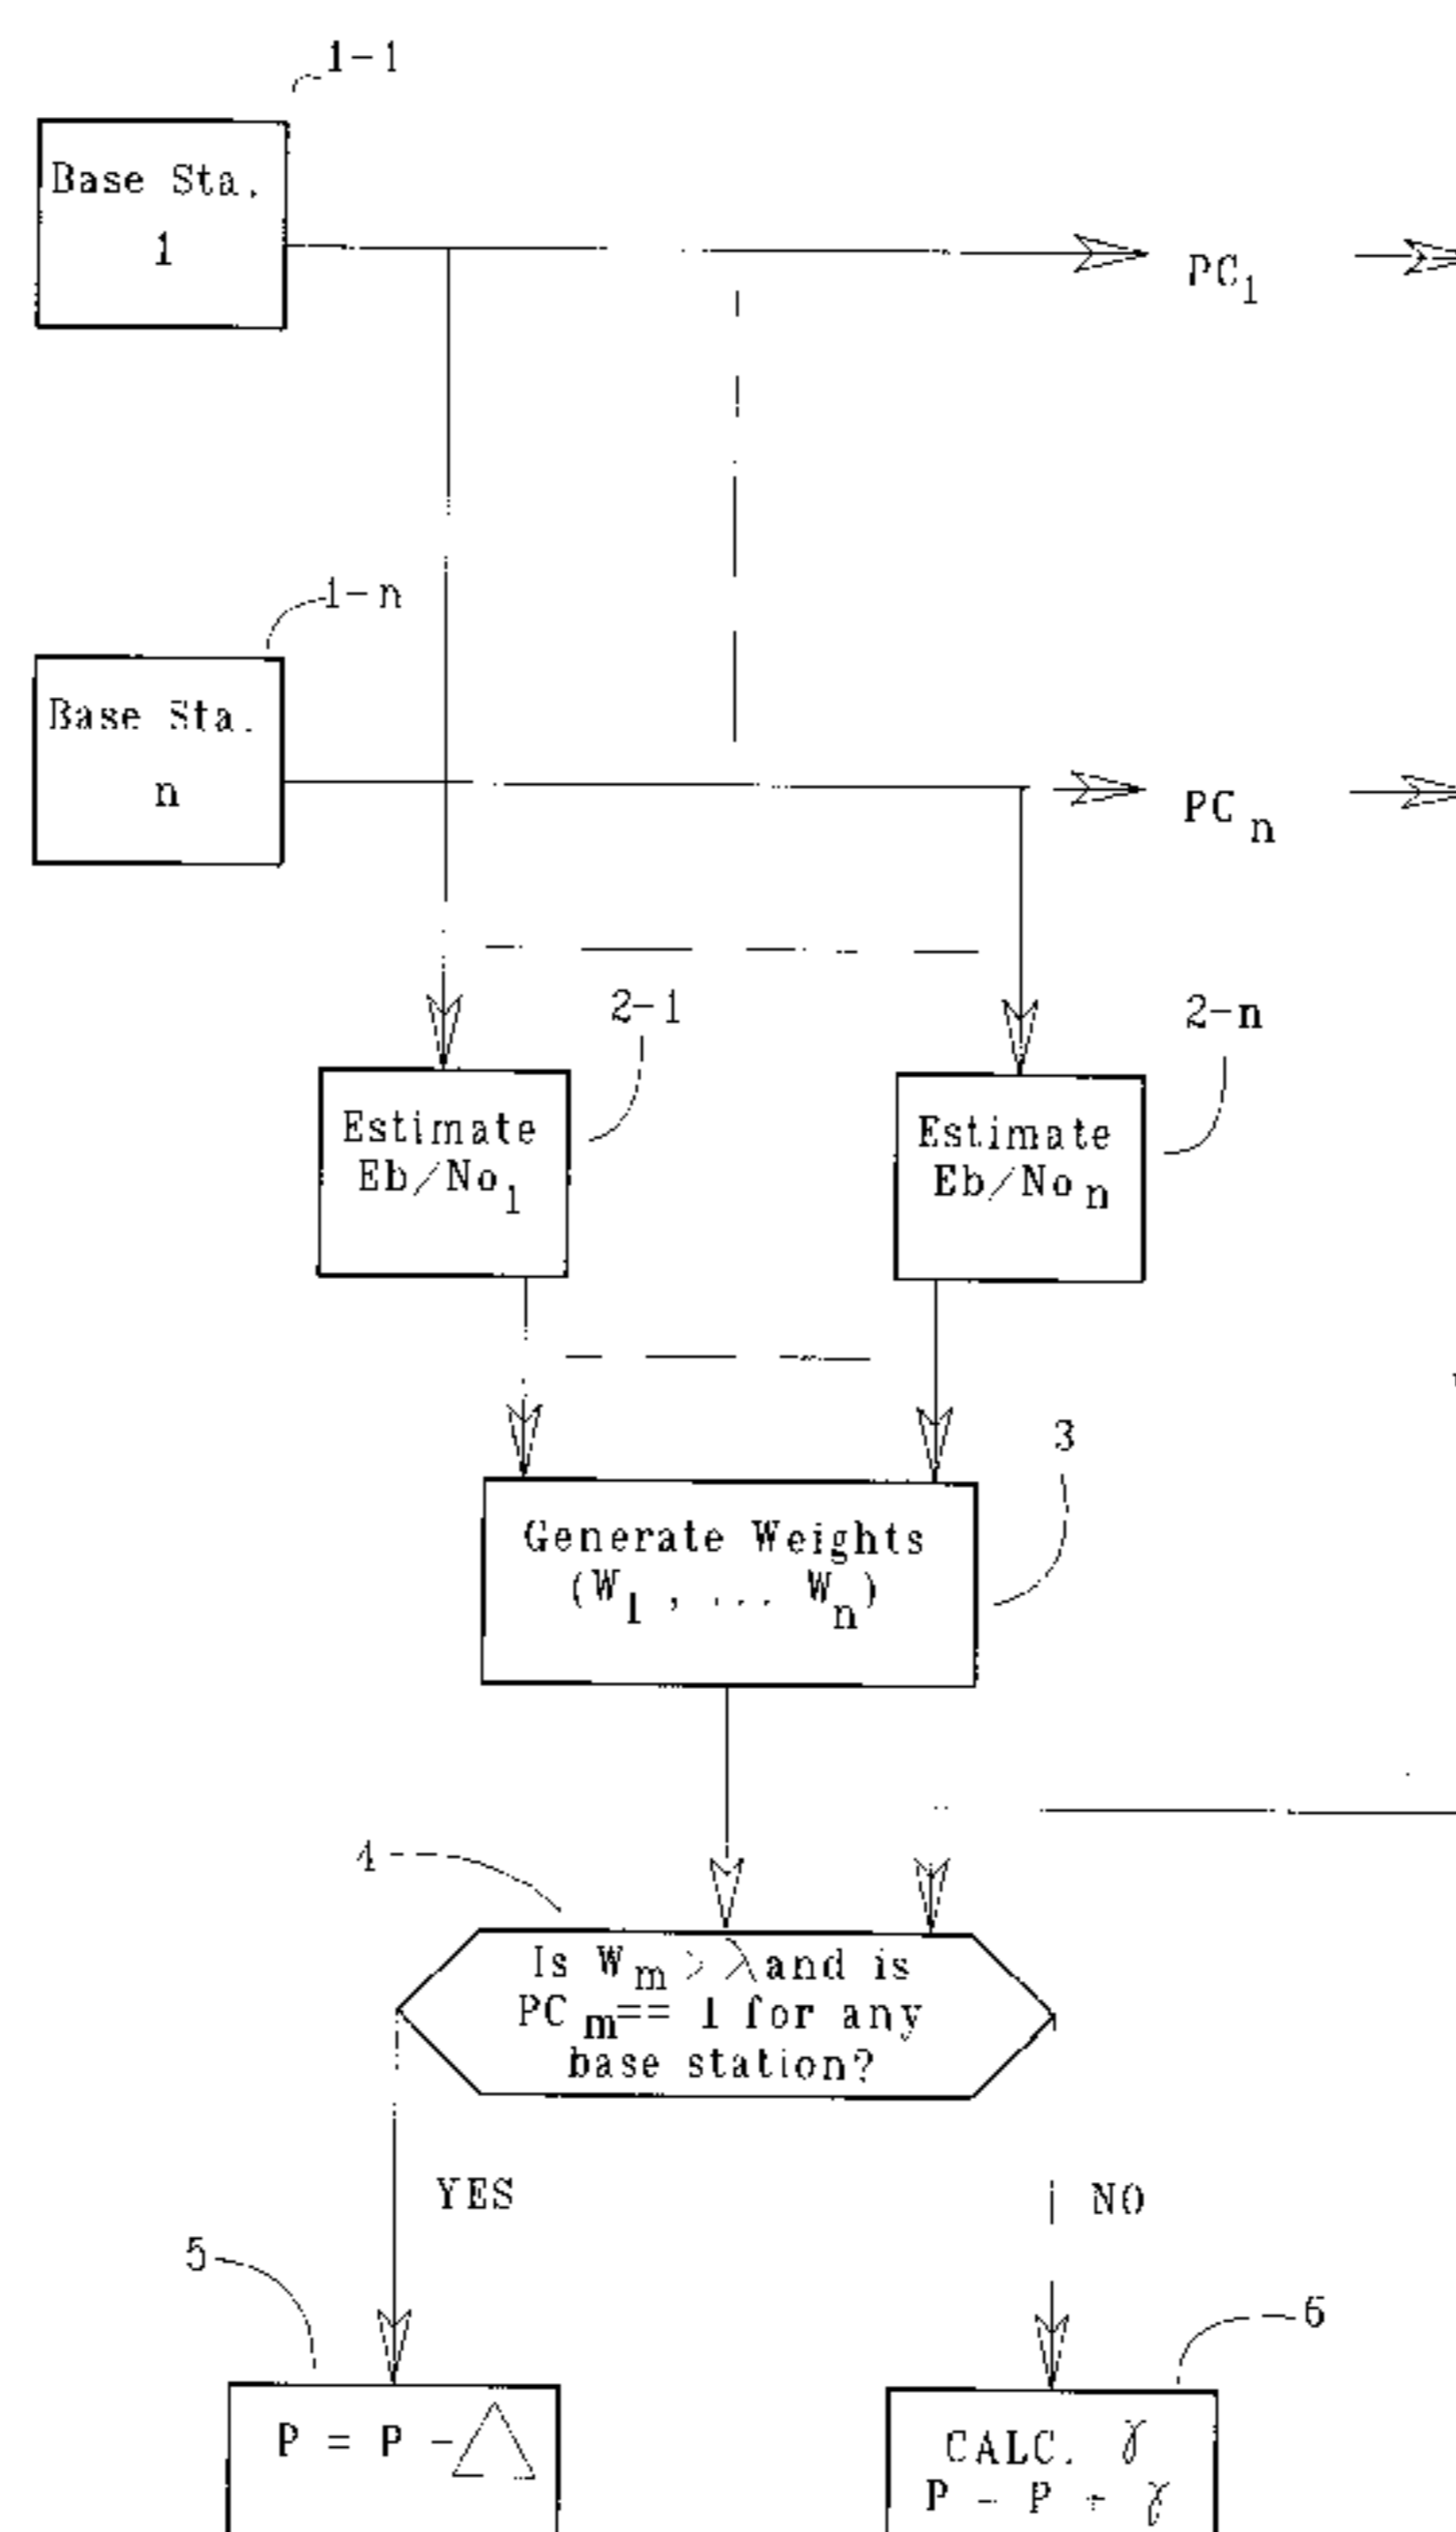 1-1
Base Sta.
1
PC1
1-n
Base Sta.
n
PCn
2-1
2-n
Estimate
Eb/No1
Estimate
Eb/Non
3
Generate Weights
(W1, ... Wn)
4
Is Wm > λ and is
PCm == 1 for any
base station?
YES
NO
5
6
P = P - △
CALC. γ
P = P + γ